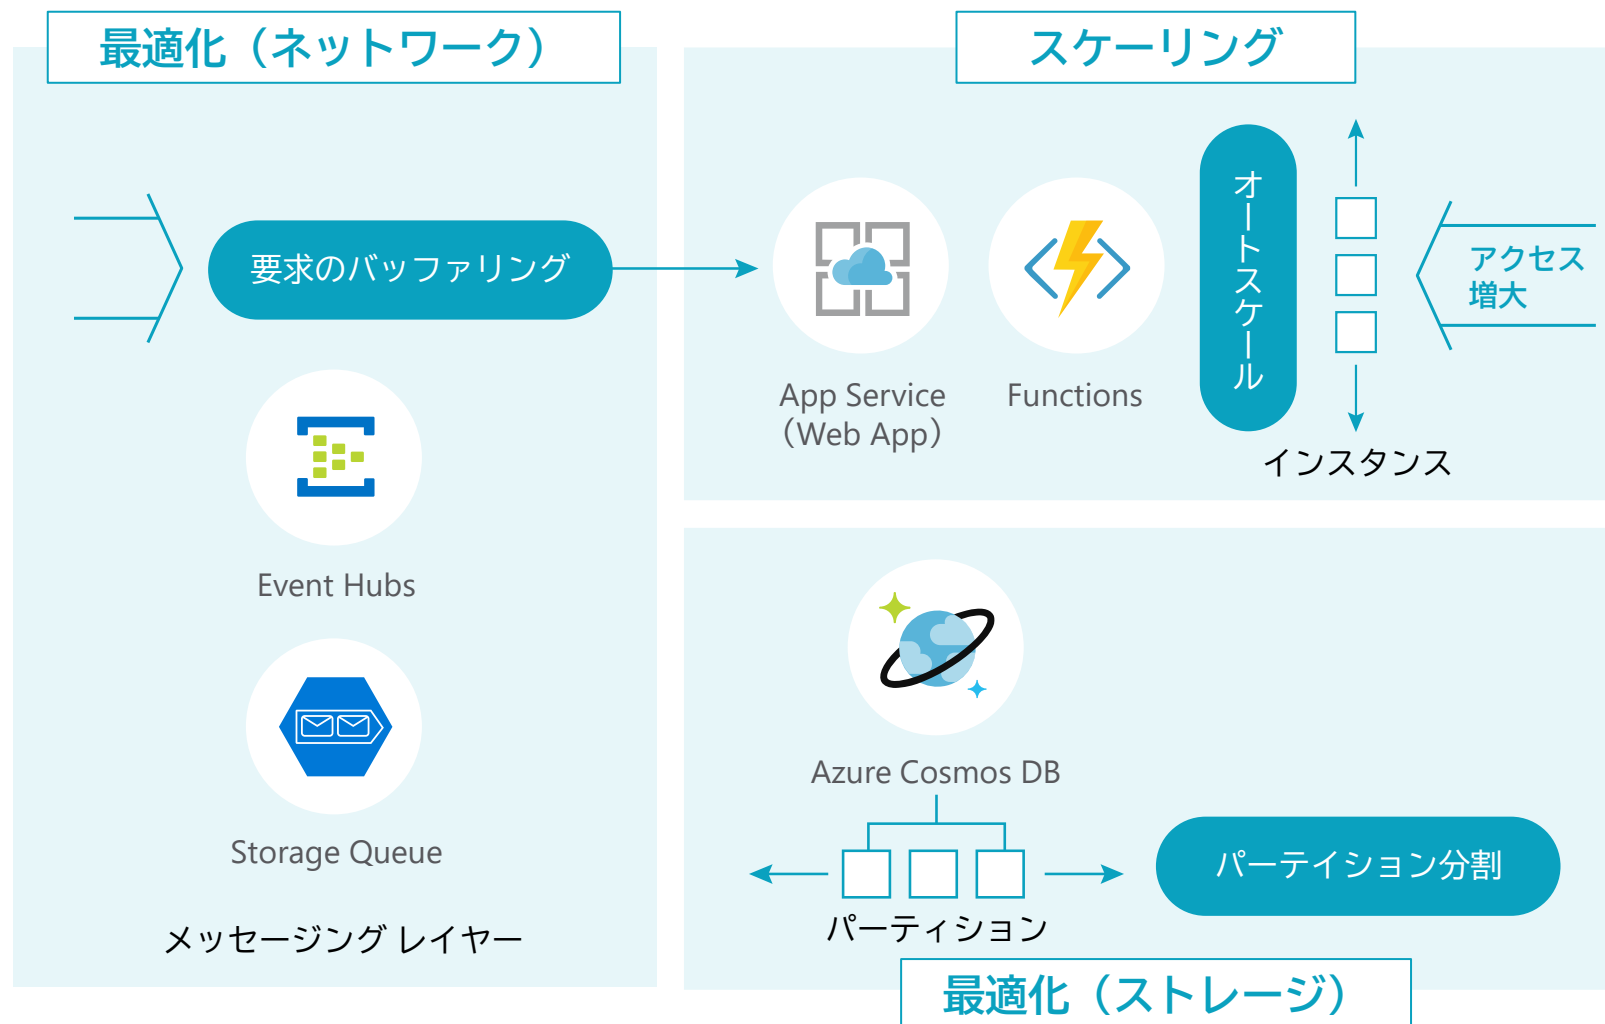 最適化（ネットワーク）
要求のバッファリング
Event Hubs
Storage Queue
メッセージング レイヤー
スケーリング
App Service
（Web App）
Functions
オートスケール
インスタンス
アクセス
増大
Azure Cosmos DB
パーティション
パーテイション分割
最適化（ストレージ）